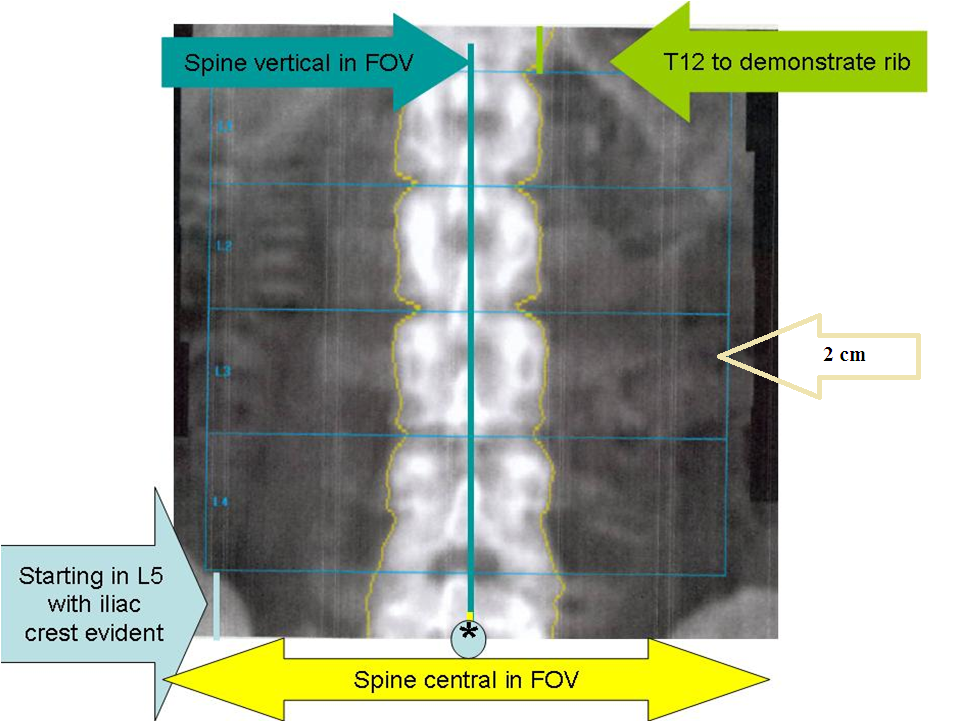 Spine vertical in FOV
T12 to demonstrate rib
L1
L2
2 cm
L3
L4
Starting in L5
with iliac
crest evident
*
Spine central in FOV